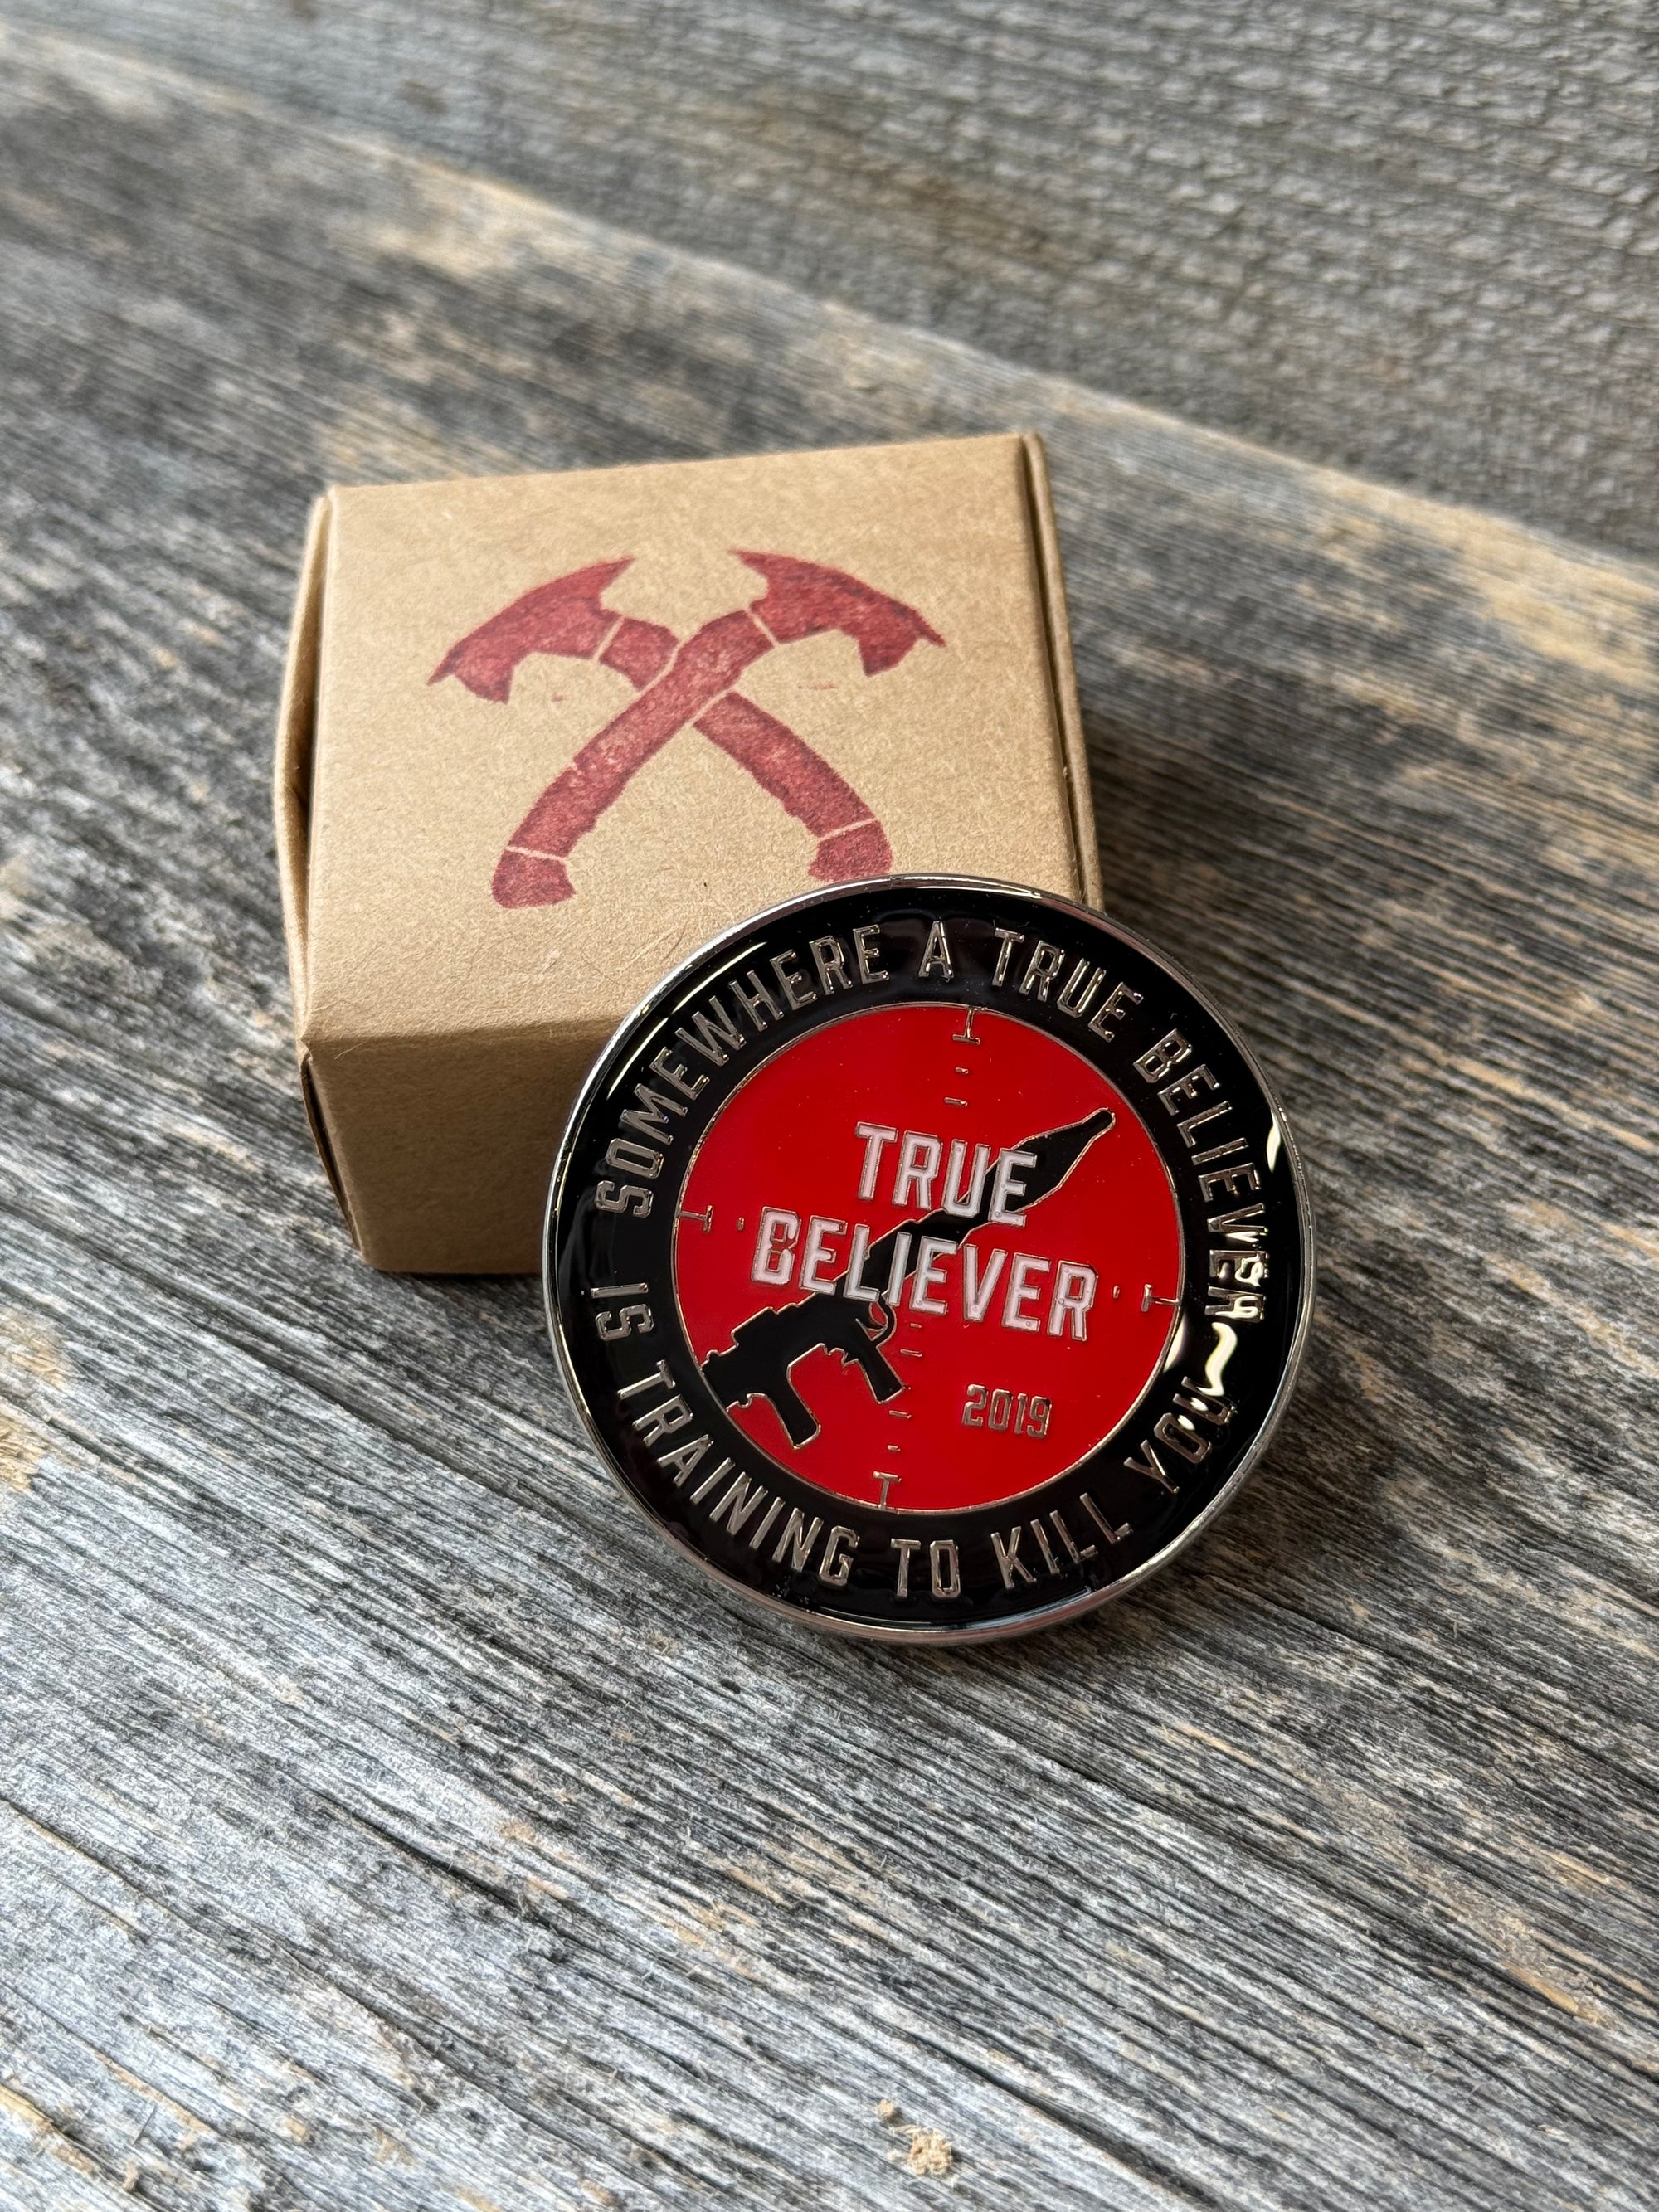 SOMEWHERE A TRUE BELIEVER
IS TRAINING TO KILL YOU
TRUE
BELIEVER
2019